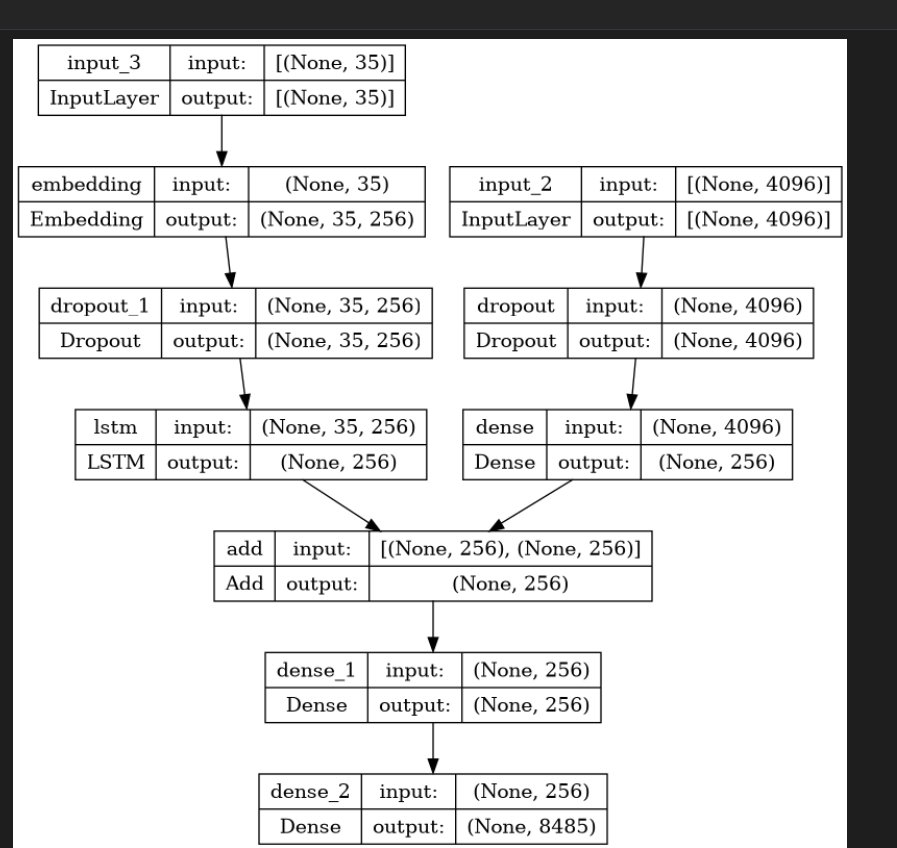 input_3 input: [(None, 35)]
InputLayer output: [(None, 35)]
embedding input: (None, 35)
Embedding output: (None, 35, 256)
input_2 input: [(None, 4096)]
InputLayer output: [(None, 4096)]
dropout_1 input: (None, 35, 256)
Dropout output: (None, 35, 256)
dropout input: (None, 4096)
Dropout output: (None, 4096)
lstm input: (None, 35, 256)
LSTM output: (None, 256)
dense input: (None, 4096)
Dense output: (None, 256)
add input: [(None, 256), (None, 256)]
Add output: (None, 256)
dense_1 input: (None, 256)
Dense output: (None, 256)
dense_2 input: (None, 256)
Dense output: (None, 8485)